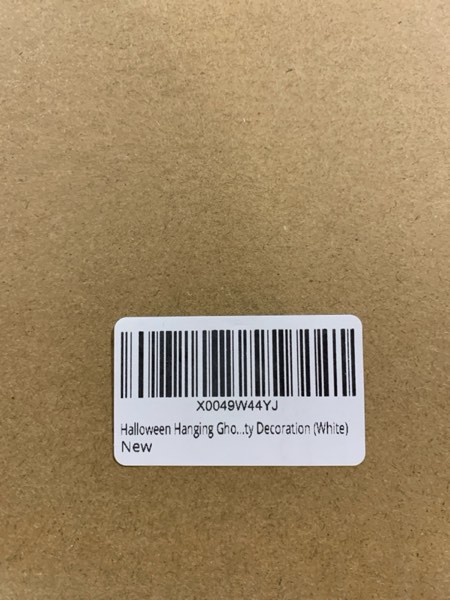 X0049W44YJ
Halloween Hanging Gho...ty Decoration (White)
New